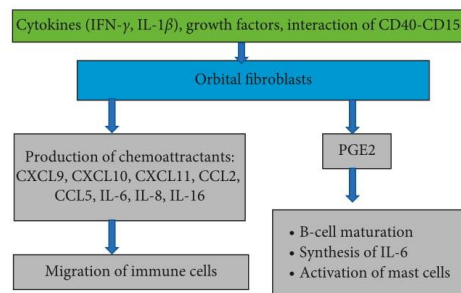 Cytokines (IFN-γ, IL-1β), growth factors, interaction of CD40-CD15
Orbital fibroblasts
Production of chemoattractants:
CXCL9, CXCL10, CXCL11, CCL2,
CCL5, IL-6, IL-8, IL-16
Migration of immune cells
PGE2
• B-cell maturation
• Synthesis of IL-6
• Activation of mast cells